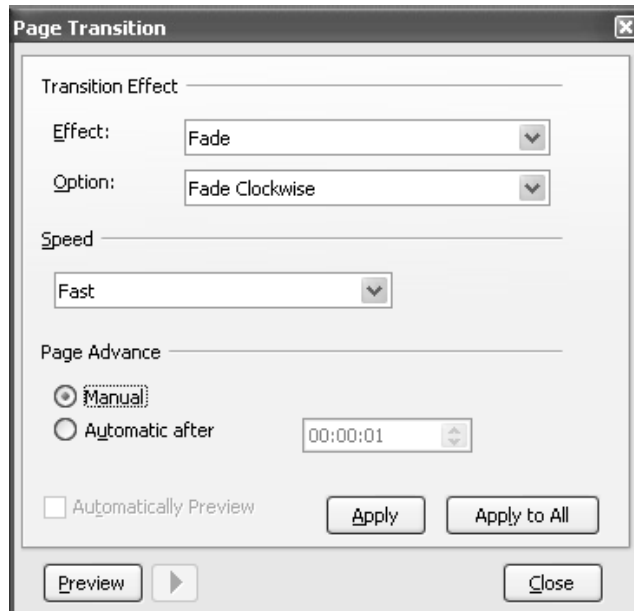 Page Transition
Transition Effect
Effect: Fade
Option: Fade Clockwise
Speed
Fast
Page Advance
Manual
Automatic after 00:00:01
Automatically Preview Apply Apply to All
Preview Close